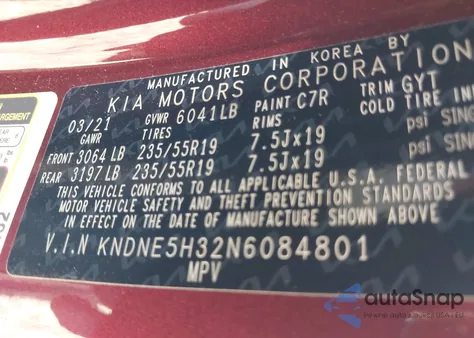 MANUFACTURED IN KOREA BY
KIA MOTORS CORPORATION
03/21 GVWR 6041LB PAINT C7R TRIM GYT
GAWR TIRES RIMS COLD TIRE
FRONT 3064LB 235/55R19 7.5Jx19 psi
REAR 3197LB 235/55R19 7.5Jx19 psi
THIS VEHICLE CONFORMS TO ALL APPLICABLE U.S.A. FEDERAL
MOTOR VEHICLE SAFETY AND THEFT PREVENTION STANDARDS
IN EFFECT ON THE DATE OF MANUFACTURE SHOWN ABOVE
V.I.N KNDNE5H32N6084801
MPV
autoSnap